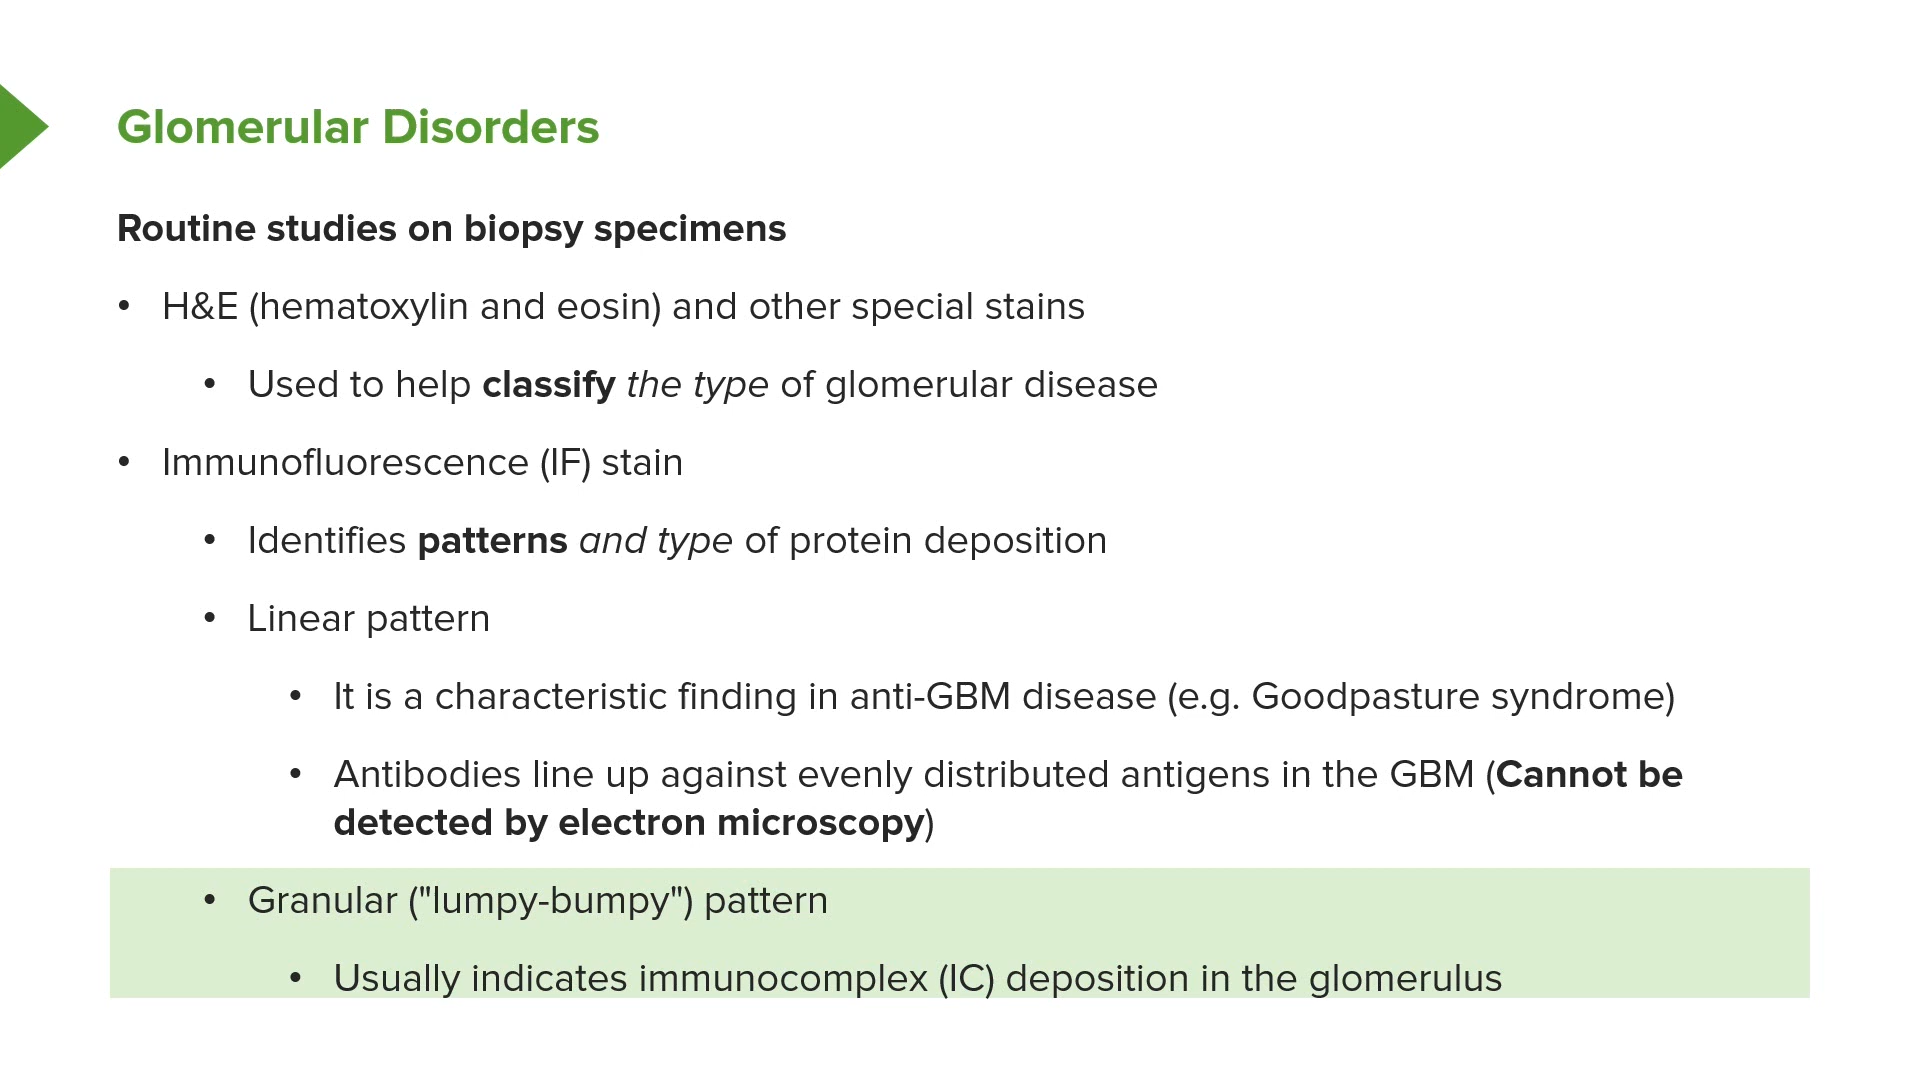 Glomerular Disorders
Routine studies on biopsy specimens
• H&E (hematoxylin and eosin) and other special stains
• Used to help classify the type of glomerular disease
• Immunofluorescence (IF) stain
• Identifies patterns and type of protein deposition
• Linear pattern
• It is a characteristic finding in anti-GBM disease (e.g. Goodpasture syndrome)
• Antibodies line up against evenly distributed antigens in the GBM (Cannot be
detected by electron microscopy)
• Granular ("lumpy-bumpy") pattern
• Usually indicates immunocomplex (IC) deposition in the glomerulus